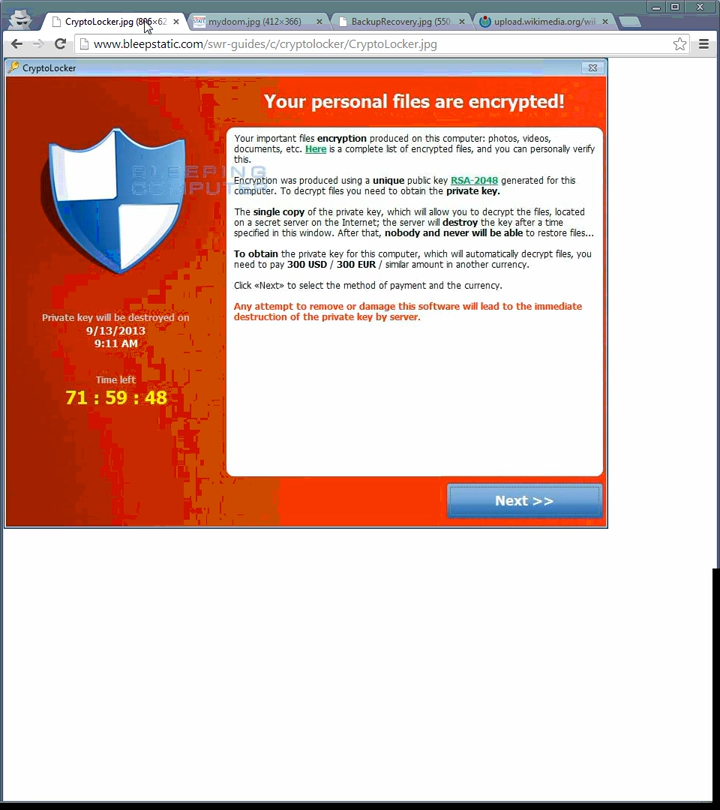 CryptoLocker.jpg (806×62
mydoom.jpg (412×366)
BackupRecovery.jpg (550
upload.wikimedia.org/wik
www.bleepstatic.com/swr-guides/c/cryptolocker/CryptoLocker.jpg
CryptoLocker
Your personal files are encrypted!
Your important files encryption produced on this computer: photos, videos,
documents, etc. Here is a complete list of encrypted files, and you can personally verify
this.
Encryption was produced using a unique public key RSA-2048 generated for this
computer. To decrypt files you need to obtain the private key.
The single copy of the private key, which will allow you to decrypt the files, located
on a secret server on the Internet; the server will destroy the key after a time
specified in this window. After that, nobody and never will be able to restore files...
To obtain the private key for this computer, which will automatically decrypt files, you
need to pay 300 USD / 300 EUR / similar amount in another currency.
Click «Next» to select the method of payment and the currency.
Any attempt to remove or damage this software will lead to the immediate
destruction of the private key by server.
BLEEPING
COMPUTER
Private key will be destroyed on
9/13/2013
9:11 AM
Time left
71 : 59 : 48
Next >>